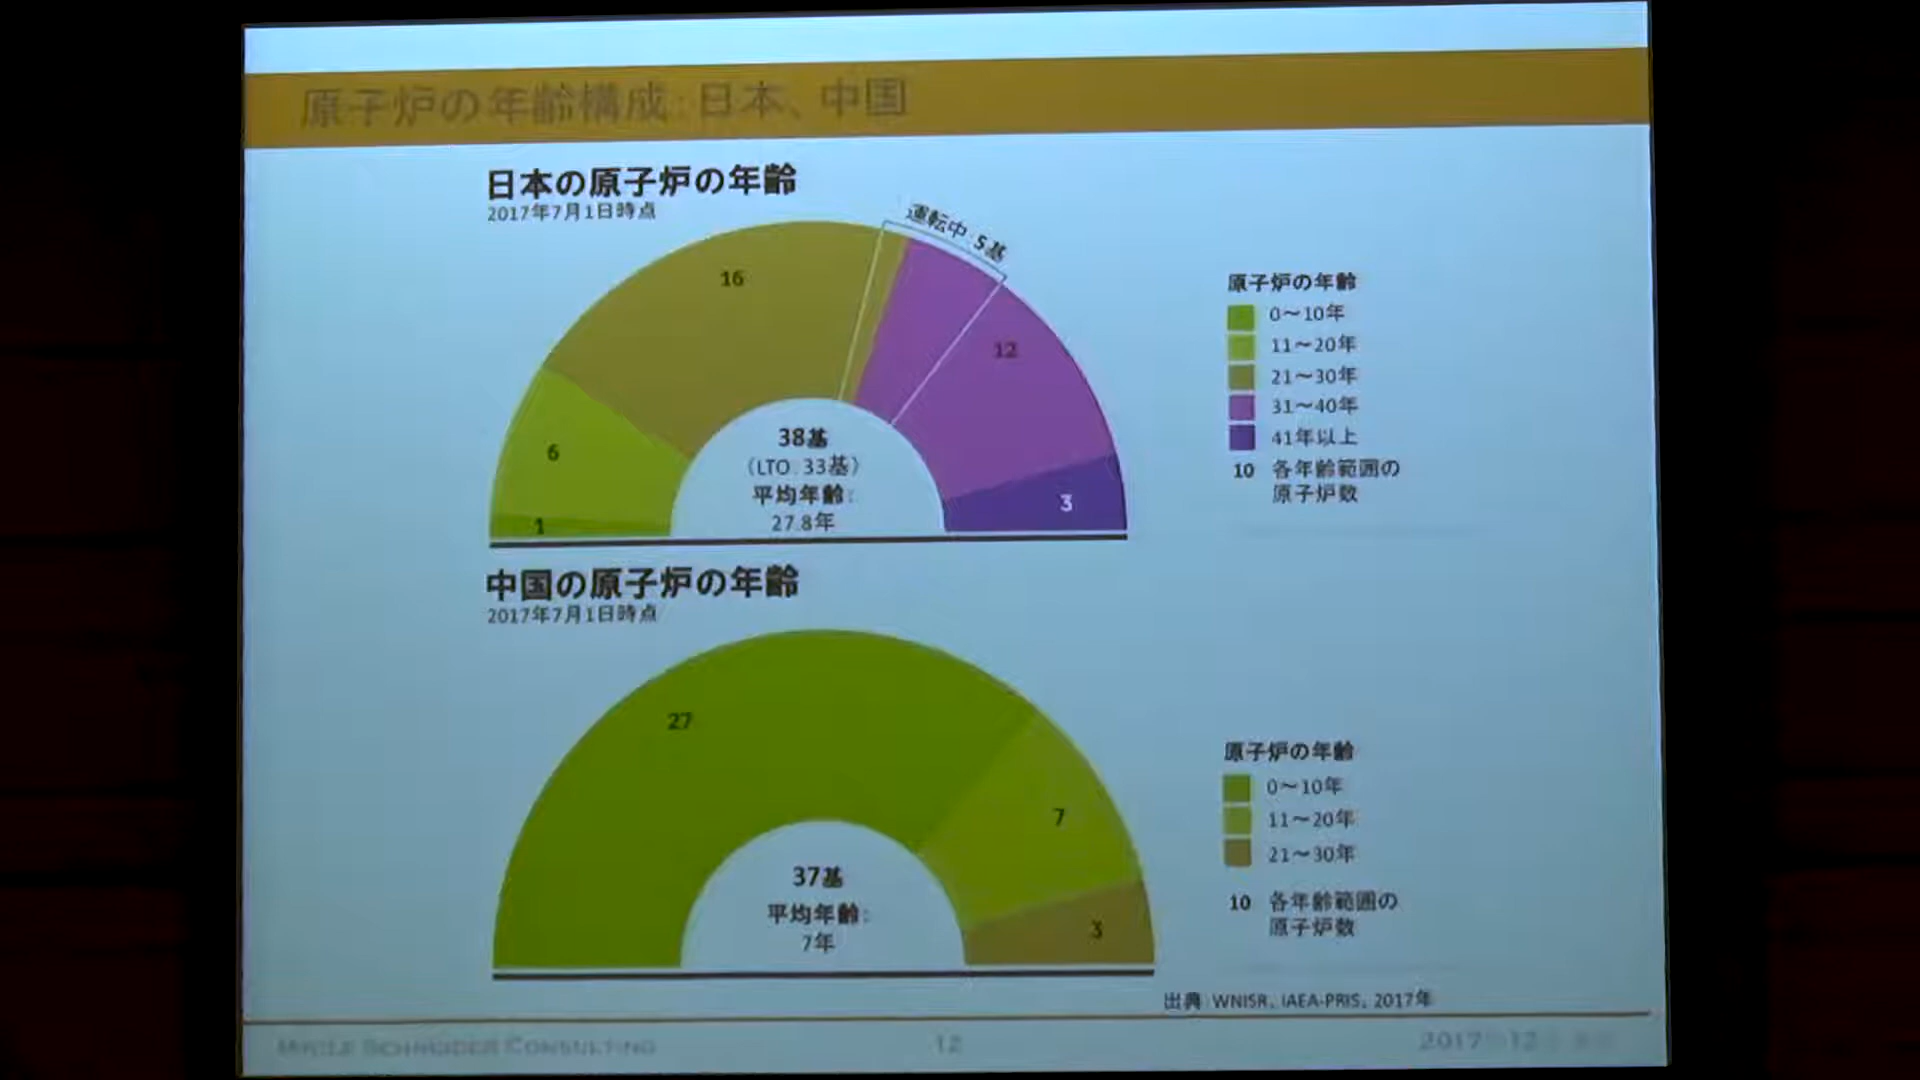 原子炉の年齢構成：日本、中国
日本の原子炉の年齢
2017年7月1日時点
運転中 5基
16
12
6
1
3
38基
（LTO：33基）
平均年齢：
27.8年
原子炉の年齢
0～10年
11～20年
21～30年
31～40年
41年以上
10 各年齢範囲の
原子炉数
中国の原子炉の年齢
2017年7月1日時点
27
7
3
37基
平均年齢：
7年
原子炉の年齢
0～10年
11～20年
21～30年
10 各年齢範囲の
原子炉数
出典：WNISR、IAEA-PRIS、2017年
SCHNEIDER CONSULTING
12
2017年12月